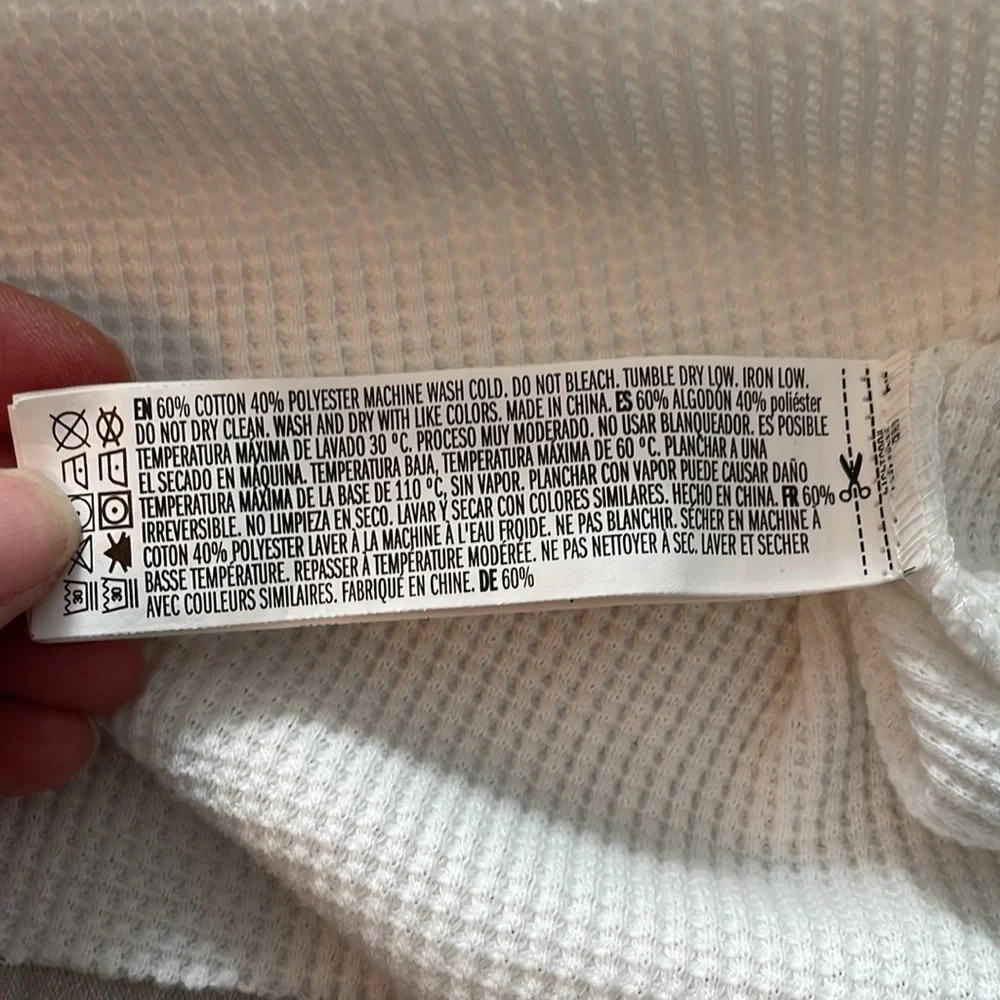 EN 60% COTTON 40% POLYESTER MACHINE WASH COLD. DO NOT BLEACH. TUMBLE DRY LOW. IRON LOW.
DO NOT DRY CLEAN. WASH AND DRY WITH LIKE COLORS. MADE IN CHINA. ES 60% ALGODÓN 40% poliéster
TEMPERATURA MÁXIMA DE LAVADO 30 ºC, PROCESO MUY MODERADO. NO USAR BLANQUEADOR. ES POSIBLE
EL SECADO EN MÁQUINA. TEMPERATURA BAJA, TEMPERATURA MÁXIMA DE 60 ºC. PLANCHAR A UNA
TEMPERATURA MÁXIMA DE LA BASE DE 110 ºC, SIN VAPOR. PLANCHAR CON VAPOR PUEDE CAUSAR DAÑO
IRREVERSIBLE. NO LIMPIEZA EN SECO. LAVAR Y SECAR CON COLORES SIMILARES. HECHO EN CHINA. FR 60%
COTON 40% POLYESTER LAVER À LA MACHINE À L'EAU FROIDE. NE PAS BLANCHIR. SÉCHER EN MACHINE À
BASSE TEMPÉRATURE. REPASSER À TEMPÉRATURE MODÉRÉE. NE PAS NETTOYER À SEC. LAVER ET SECHER
AVEC COULEURS SIMILAIRES. FABRIQUÉ EN CHINE. DE 60%
30
30